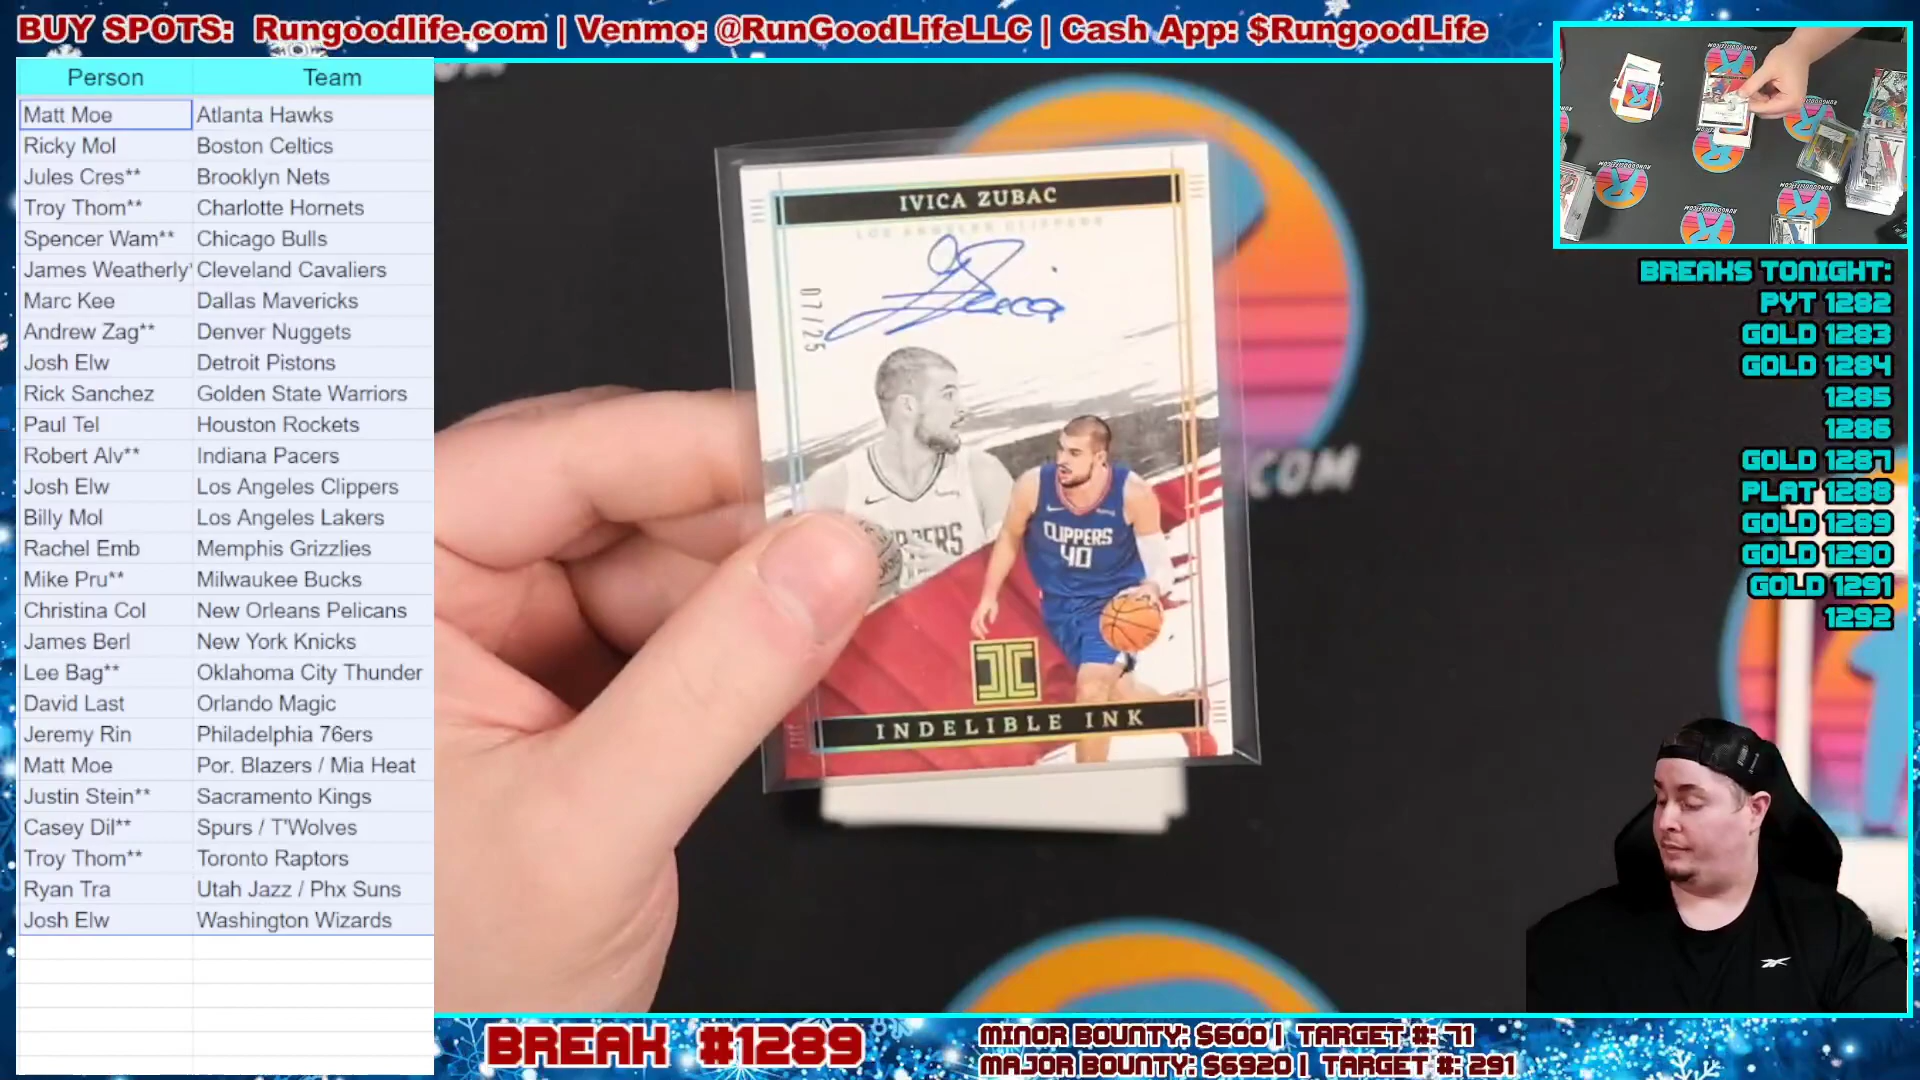 BUY SPOTS: Rungoodlife.com | Venmo: @RunGoodLifeLLC | Cash App: $RungoodLife
Person Team
Matt Moe Atlanta Hawks
Ricky Mol Boston Celtics
Jules Cres** Brooklyn Nets
Troy Thom** Charlotte Hornets
Spencer Wam** Chicago Bulls
James Weatherly* Cleveland Cavaliers
Marc Kee Dallas Mavericks
Andrew Zag** Denver Nuggets
Josh Elw Detroit Pistons
Rick Sanchez Golden State Warriors
Paul Tel Houston Rockets
Robert Alv** Indiana Pacers
Josh Elw Los Angeles Clippers
Billy Mol Los Angeles Lakers
Rachel Emb Memphis Grizzlies
Mike Pru** Milwaukee Bucks
Christina Col New Orleans Pelicans
James Berl New York Knicks
Lee Bag** Oklahoma City Thunder
David Last Orlando Magic
Jeremy Rin Philadelphia 76ers
Matt Moe Por. Blazers / Mia Heat
Justin Stein** Sacramento Kings
Casey Dil** Spurs / T'Wolves
Troy Thom** Toronto Raptors
Ryan Tra Utah Jazz / Phx Suns
Josh Elw Washington Wizards
IVICA ZUBAC
LOS ANGELES CLIPPERS
07/25
CLIPPERS
40
INDELIBLE INK
COM
BREAKS TONIGHT:
PYT 1282
GOLD 1283
GOLD 1284
1285
1286
GOLD 1287
PLAT 1288
GOLD 1289
GOLD 1290
GOLD 1291
1292
BREAK #1289
MINOR BOUNTY: $600 | TARGET #: 71
MAJOR BOUNTY: $6920 | TARGET #: 291